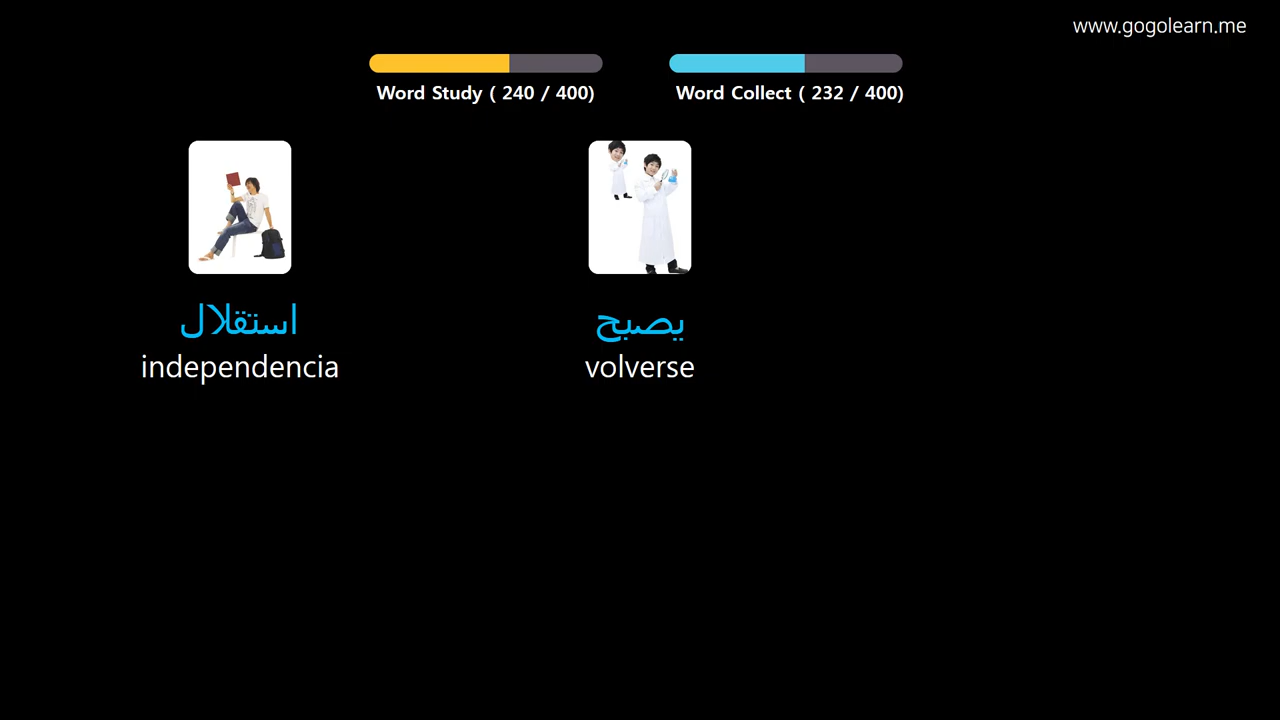 www.gogolearn.me
Word Study ( 240 / 400)
Word Collect ( 232 / 400)
استقلال
independencia
يصبح
volverse